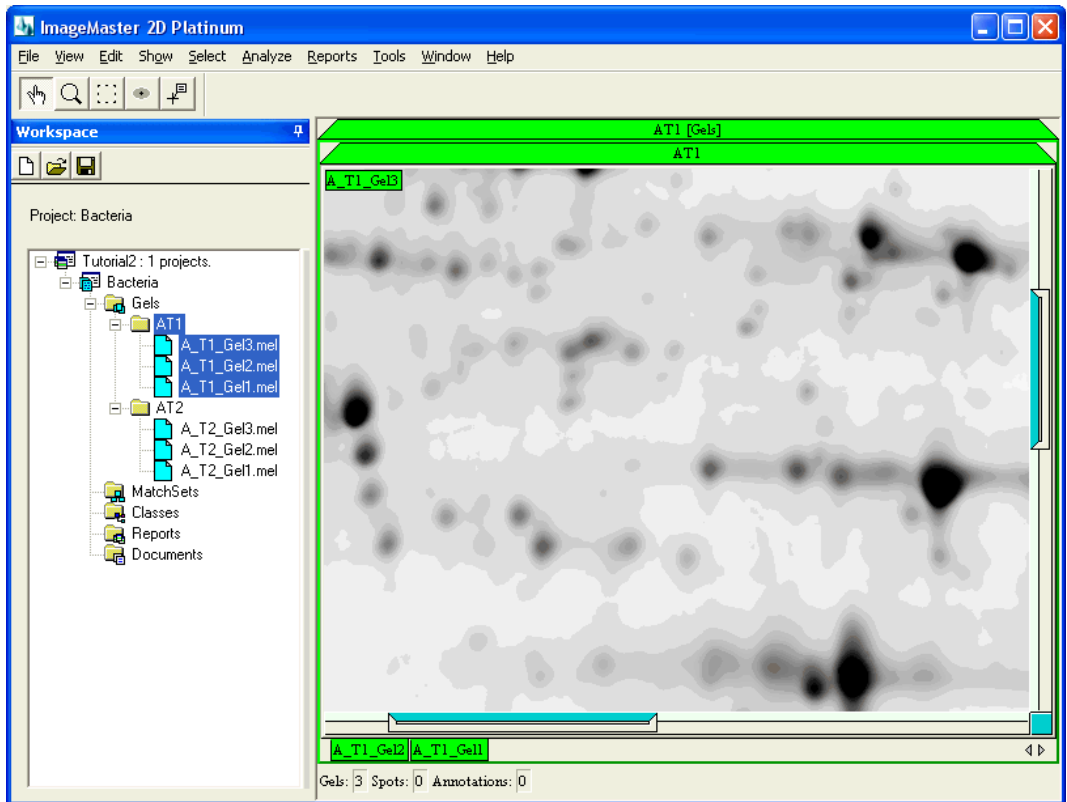 ImageMaster 2D Platinum
File View Edit Show Select Analyze Reports Tools Window Help
Workspace
Project: Bacteria
Tutorial2 : 1 projects.
Bacteria
Gels
AT1
A_T1_Gel3.mel
A_T1_Gel2.mel
A_T1_Gel1.mel
AT2
A_T2_Gel3.mel
A_T2_Gel2.mel
A_T2_Gel1.mel
MatchSets
Classes
Reports
Documents
AT1 [Gels]
AT1
A_T1_Gel3
A_T1_Gel2 A_T1_Gel1
Gels: 3 Spots: 0 Annotations: 0